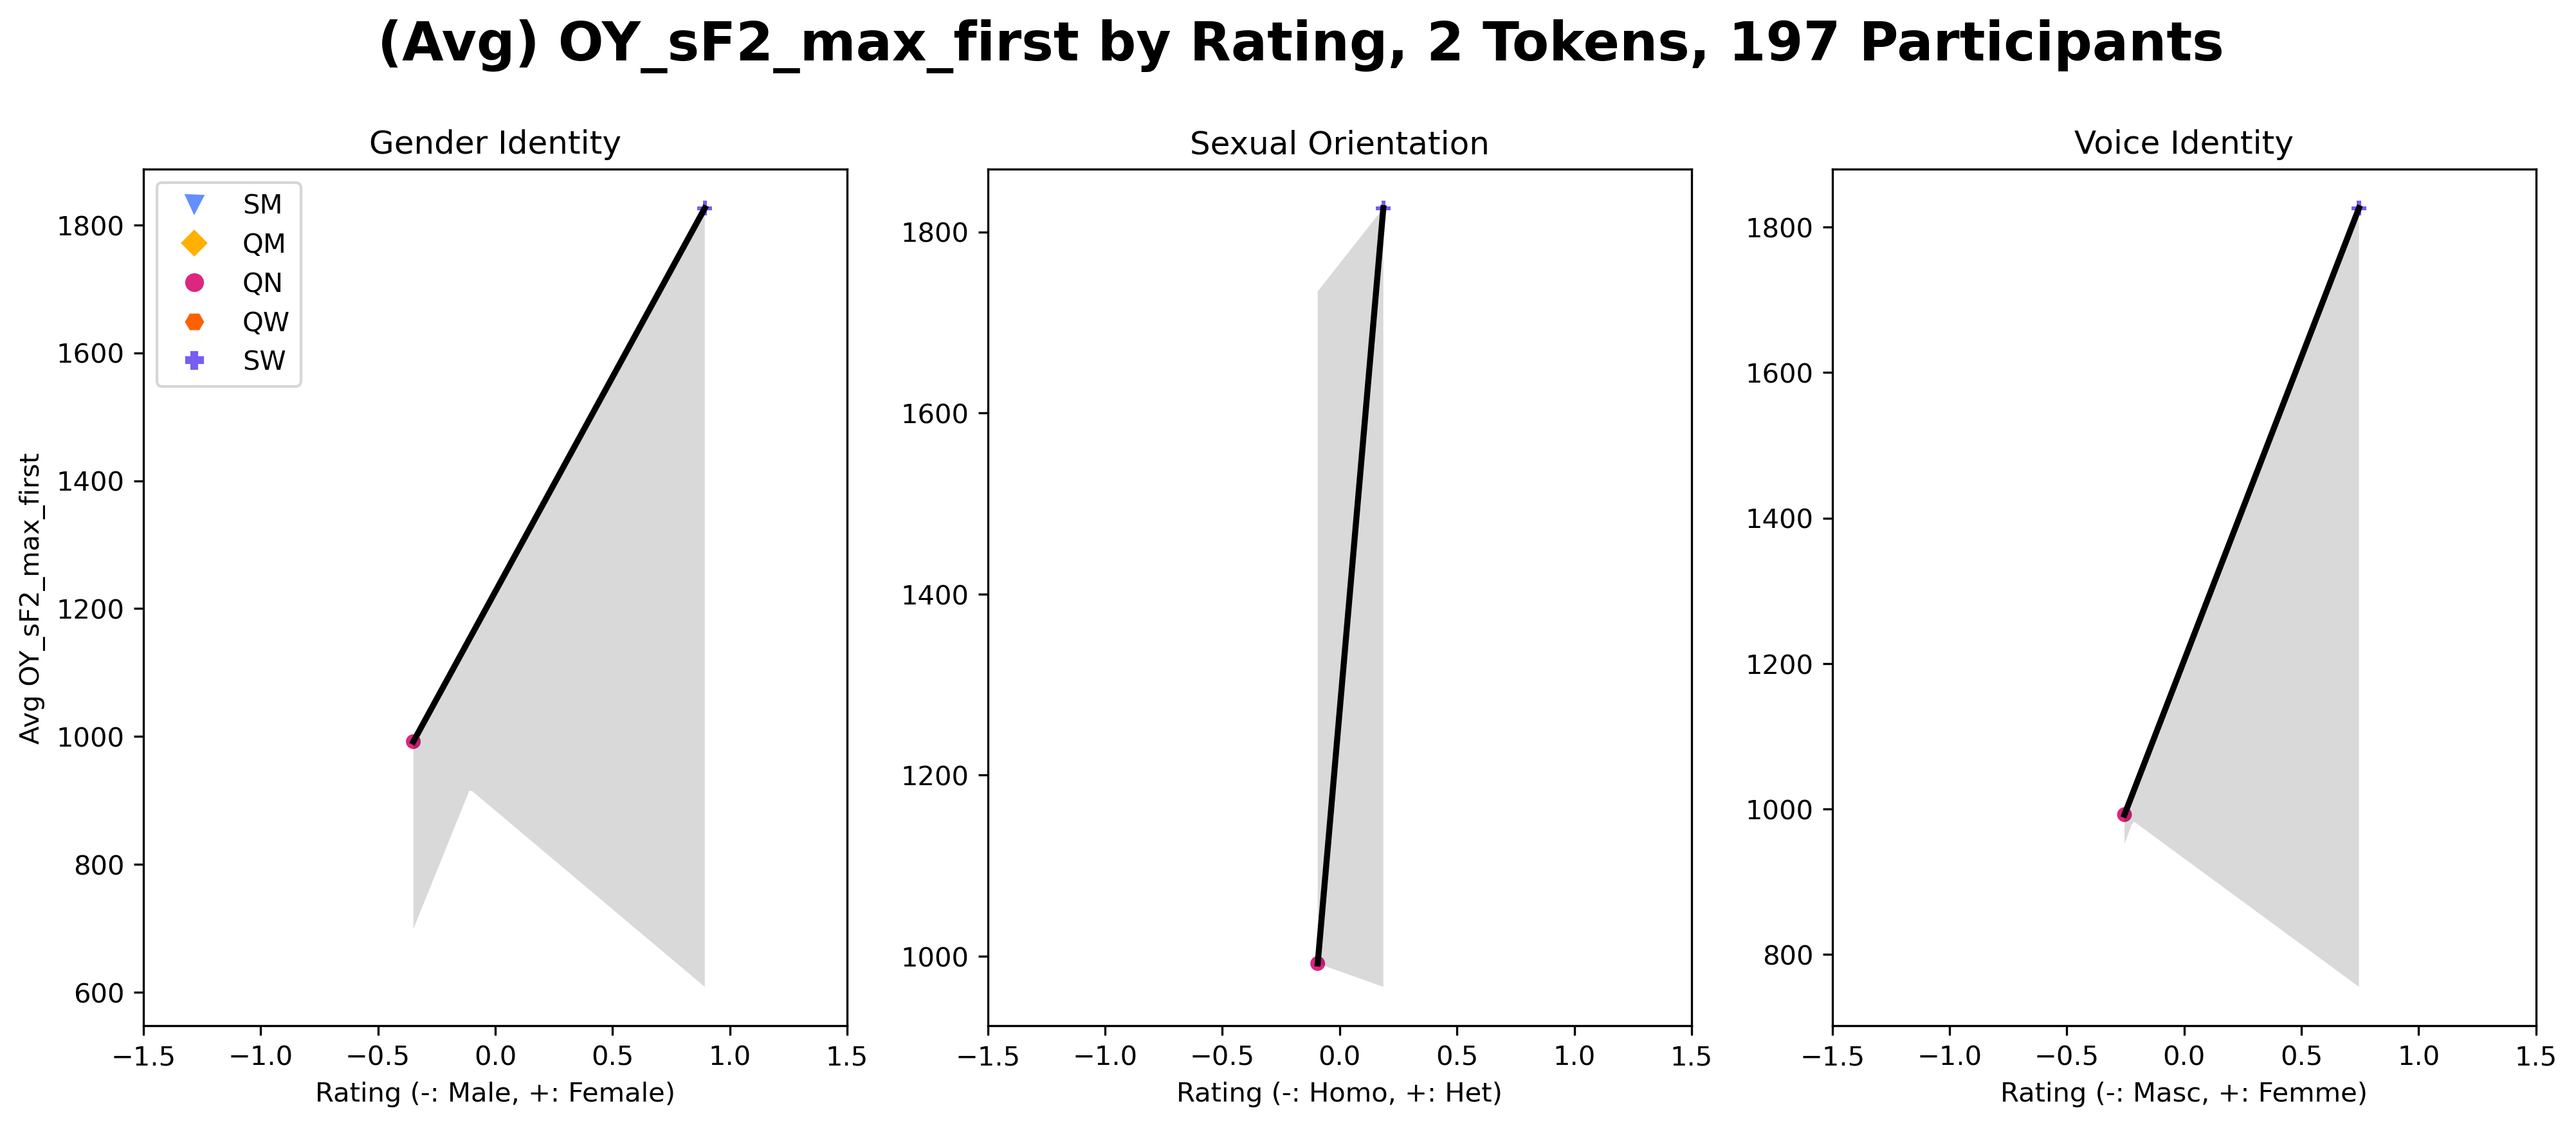 (Avg) OY_sF2_max_first by Rating, 2 Tokens, 197 Participants
Gender Identity
SM
QM
QN
QW
SW
Avg OY_sF2_max_first
1800
1600
1400
1200
1000
800
600
−1.5 −1.0 −0.5 0.0 0.5 1.0 1.5
Rating (-: Male, +: Female)
Sexual Orientation
1800
1600
1400
1200
1000
−1.5 −1.0 −0.5 0.0 0.5 1.0 1.5
Rating (-: Homo, +: Het)
Voice Identity
1800
1600
1400
1200
1000
800
−1.5 −1.0 −0.5 0.0 0.5 1.0 1.5
Rating (-: Masc, +: Femme)